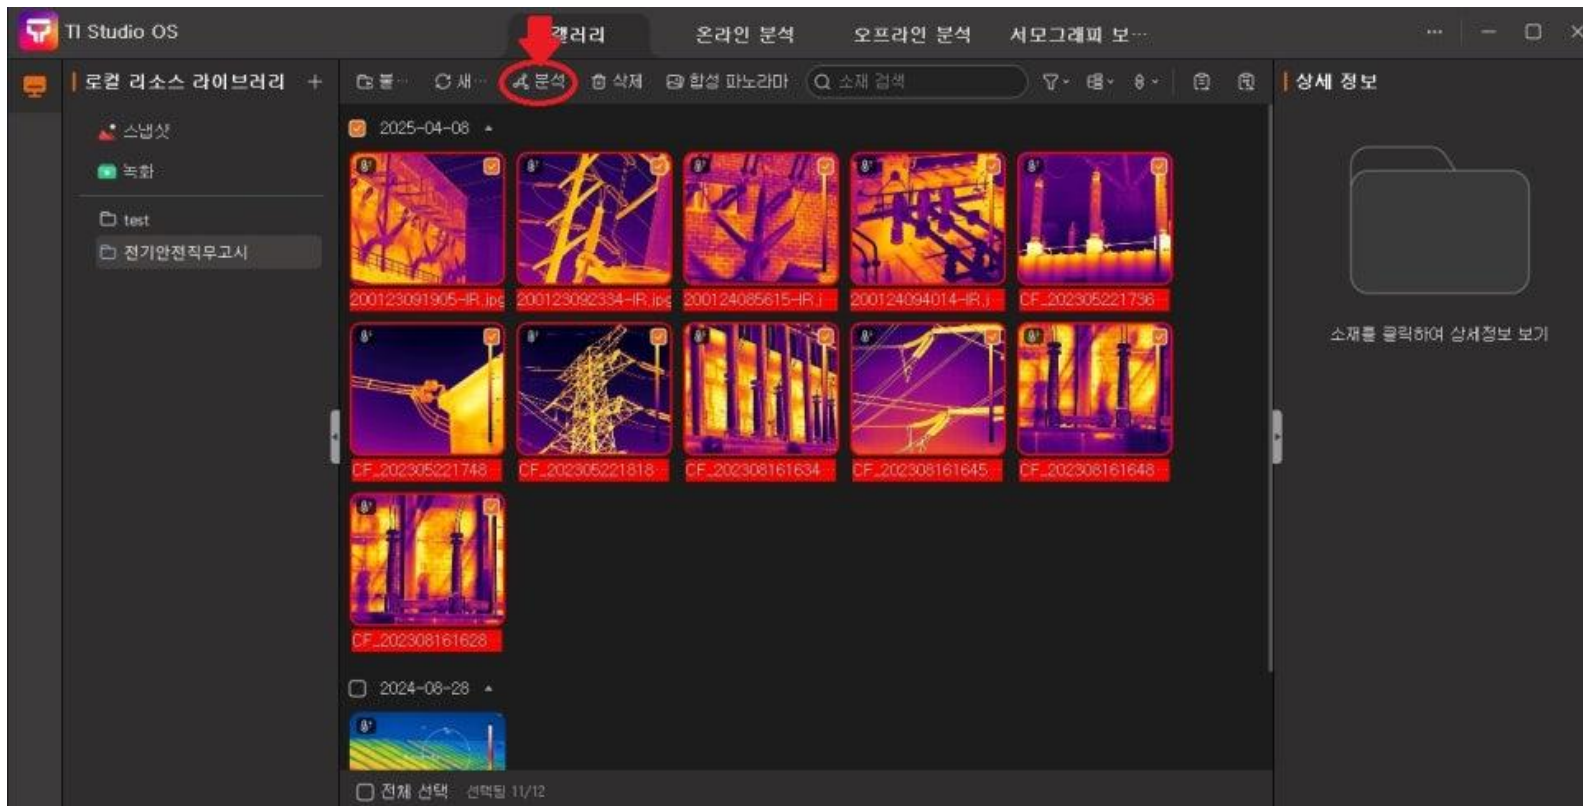 TI Studio OS
갤러리
온라인 분석
오프라인 분석
서모그래피 보…
로컬 리소스 라이브러리
불…
새…
분석
삭제
합성 파노라마
소재 검색
상세 정보
스냅샷
녹화
test
전기안전직무고시
2025-04-08
200123091905-IR.jpg
200123092334-IR.jpg
200124085615-IR.j…
200124094014-IR.j…
CF_202305221736…
CF_202305221748…
CF_202305221818…
CF_202308161634…
CF_202308161645…
CF_202308161648…
CF_202308161628…
소재를 클릭하여 상세정보 보기
2024-08-28
전체 선택
선택됨 11/12